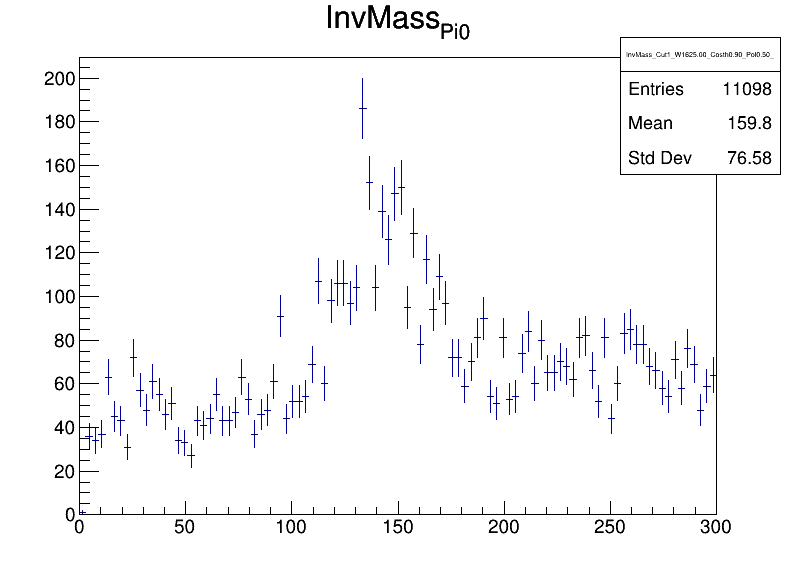 InvMassPi0
InvMass_Cut1_W1625.00_Costh0.90_Pol0.50_
Entries 11098
Mean 159.8
Std Dev 76.58
200
180
160
140
120
100
80
60
40
20
0
0 50 100 150 200 250 300